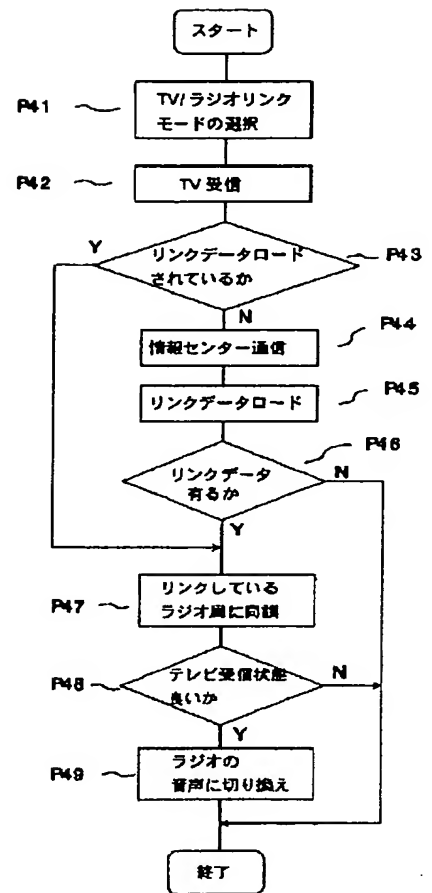 スタート
P41
TV/ラジオリンク
モードの選択
P42
TV 受信
Y
リンクデータロード
されているか
P43
N
P44
情報センター通信
P45
リンクデータロード
P46
リンクデータ
有るか
N
Y
P47
リンクしている
ラジオ局に同調
P48
テレビ受信状態
良いか
N
Y
P49
ラジオの
音声に切り換え
終了